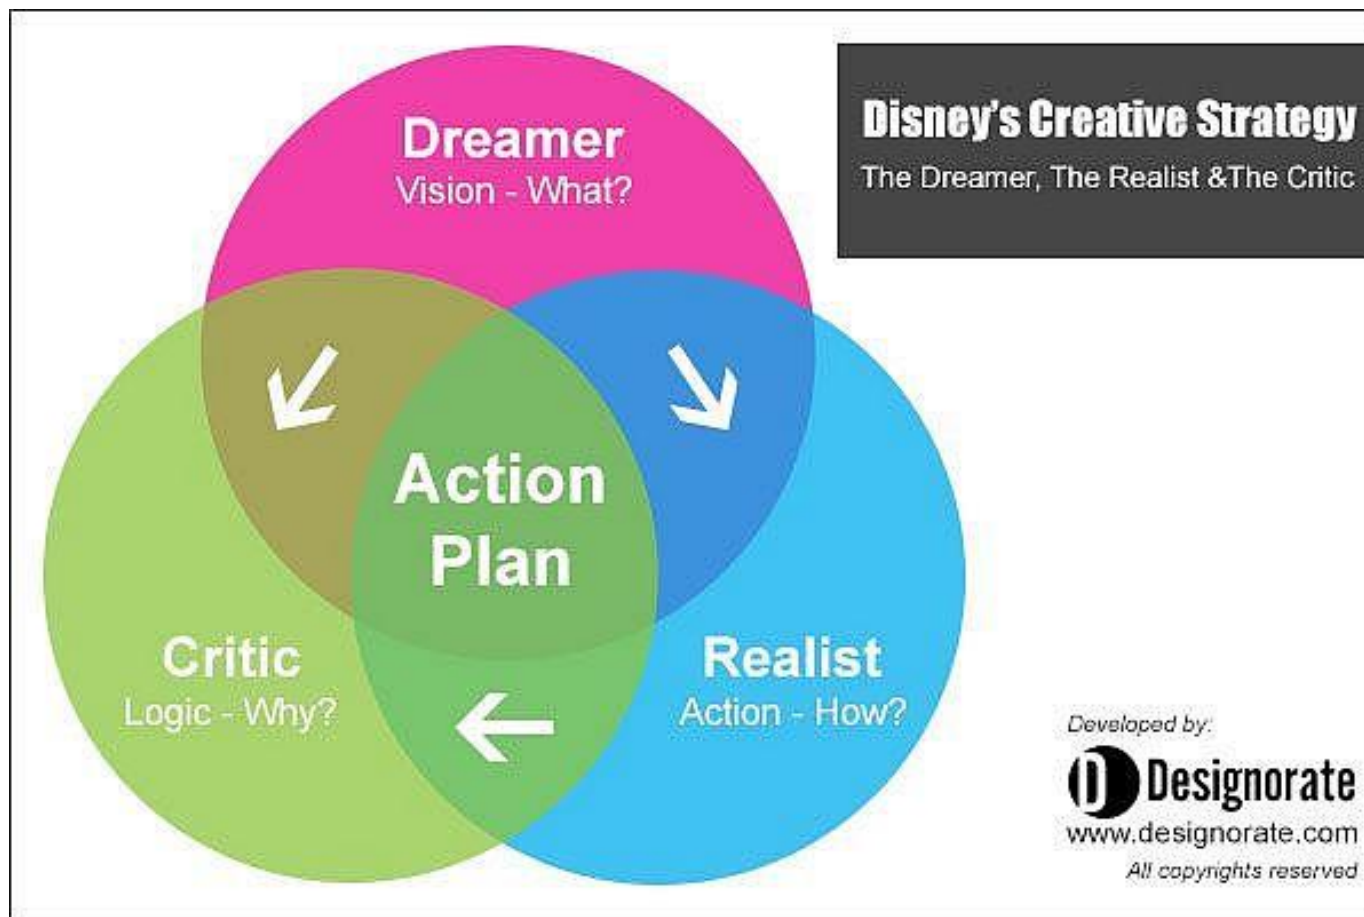 Disney's Creative Strategy
The Dreamer, The Realist &The Critic
Dreamer
Vision - What?
Action
Plan
Critic
Logic - Why?
Realist
Action - How?
Developed by:
Designorate
www.designorate.com
All copyrights reserved